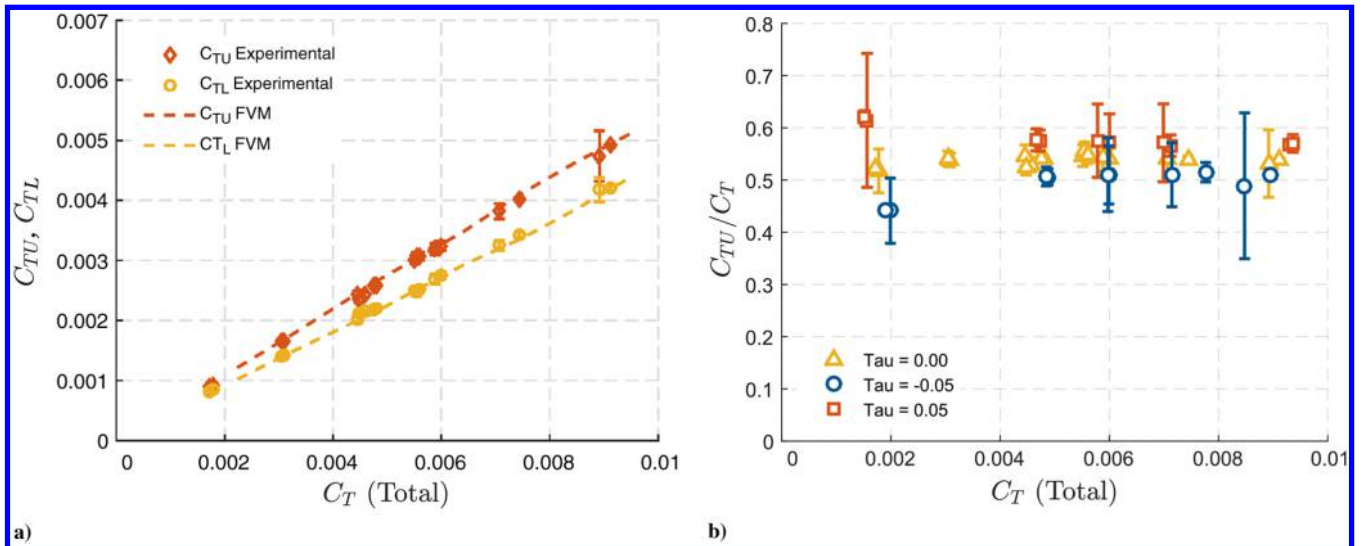 0.007
0.006
0.005
0.004
0.003
0.002
0.001
0
C_TU, C_TL
C_TU Experimental
C_TL Experimental
C_TU FVM
CT_L FVM
0 0.002 0.004 0.006 0.008 0.01
C_T (Total)
a)
0.8
0.7
0.6
0.5
0.4
0.3
0.2
0.1
0
C_TU/C_T
Tau = 0.00
Tau = -0.05
Tau = 0.05
0 0.002 0.004 0.006 0.008 0.01
C_T (Total)
b)